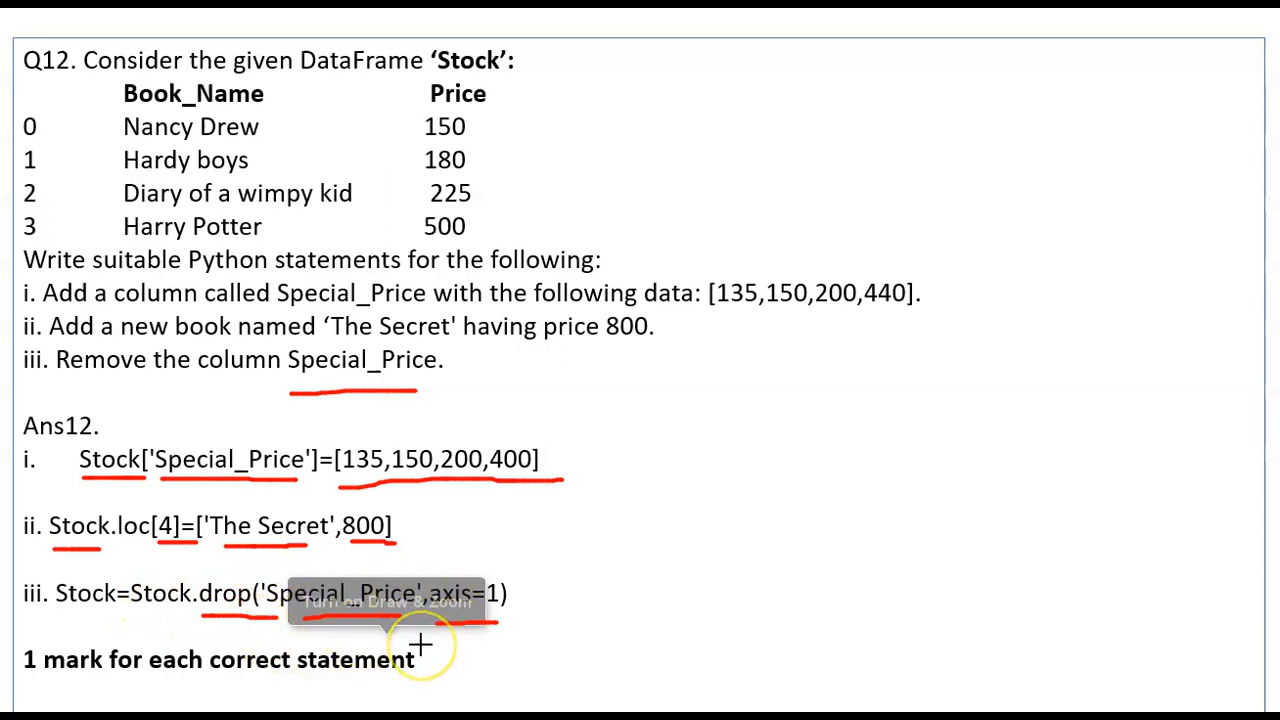 Q12. Consider the given DataFrame ‘Stock’:
Book_Name Price
0 Nancy Drew 150
1 Hardy boys 180
2 Diary of a wimpy kid 225
3 Harry Potter 500
Write suitable Python statements for the following:
i. Add a column called Special_Price with the following data: [135,150,200,440].
ii. Add a new book named ‘The Secret' having price 800.
iii. Remove the column Special_Price.
Ans12.
i. Stock['Special_Price']=[135,150,200,400]
ii. Stock.loc[4]=['The Secret',800]
iii. Stock=Stock.drop('Special_Price',axis=1)
Turn on Draw & Zoom
1 mark for each correct statement